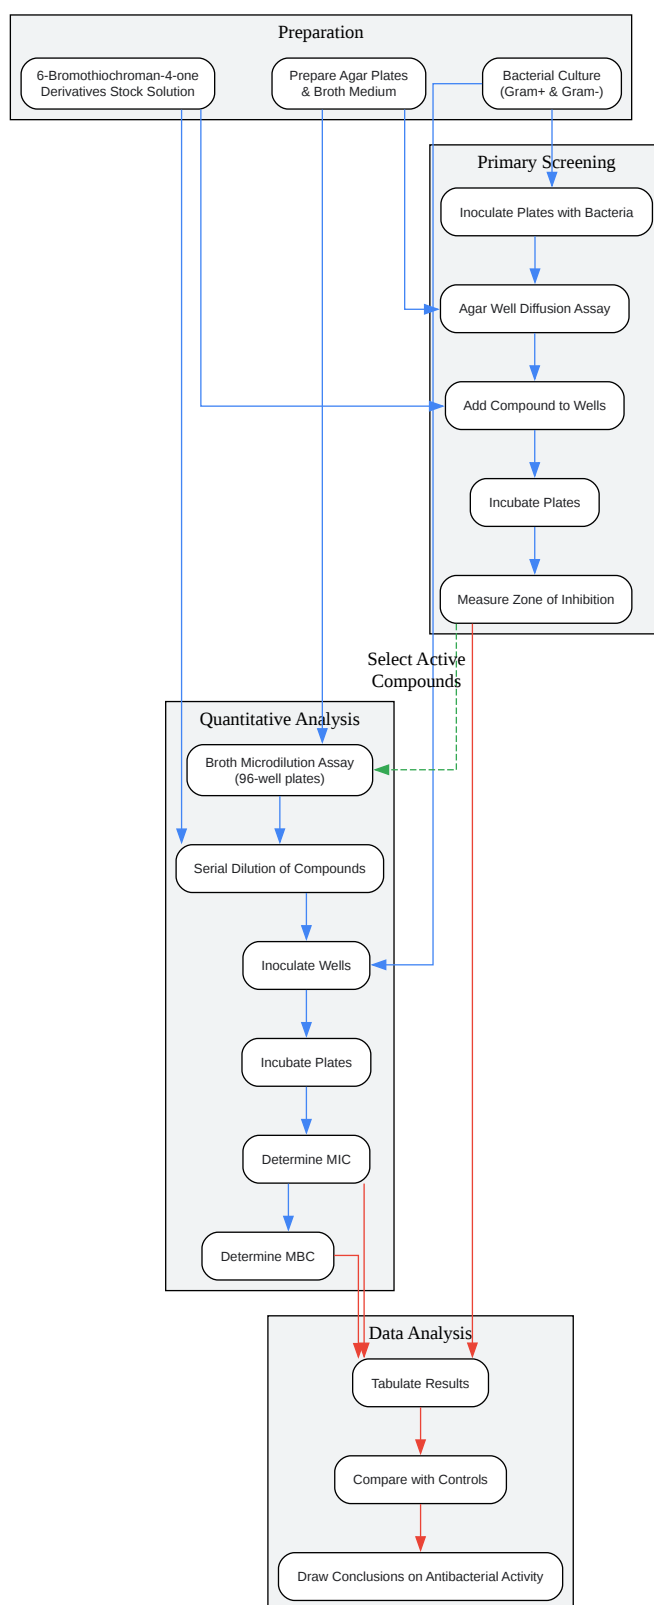 Preparation
6-Bromothiochroman-4-one
Derivatives Stock Solution
Prepare Agar Plates
& Broth Medium
Bacterial Culture
(Gram+ & Gram-)
Primary Screening
Inoculate Plates with Bacteria
Agar Well Diffusion Assay
Add Compound to Wells
Incubate Plates
Measure Zone of Inhibition
Select Active
Compounds
Quantitative Analysis
Broth Microdilution Assay
(96-well plates)
Serial Dilution of Compounds
Inoculate Wells
Incubate Plates
Determine MIC
Determine MBC
Data Analysis
Tabulate Results
Compare with Controls
Draw Conclusions on Antibacterial Activity